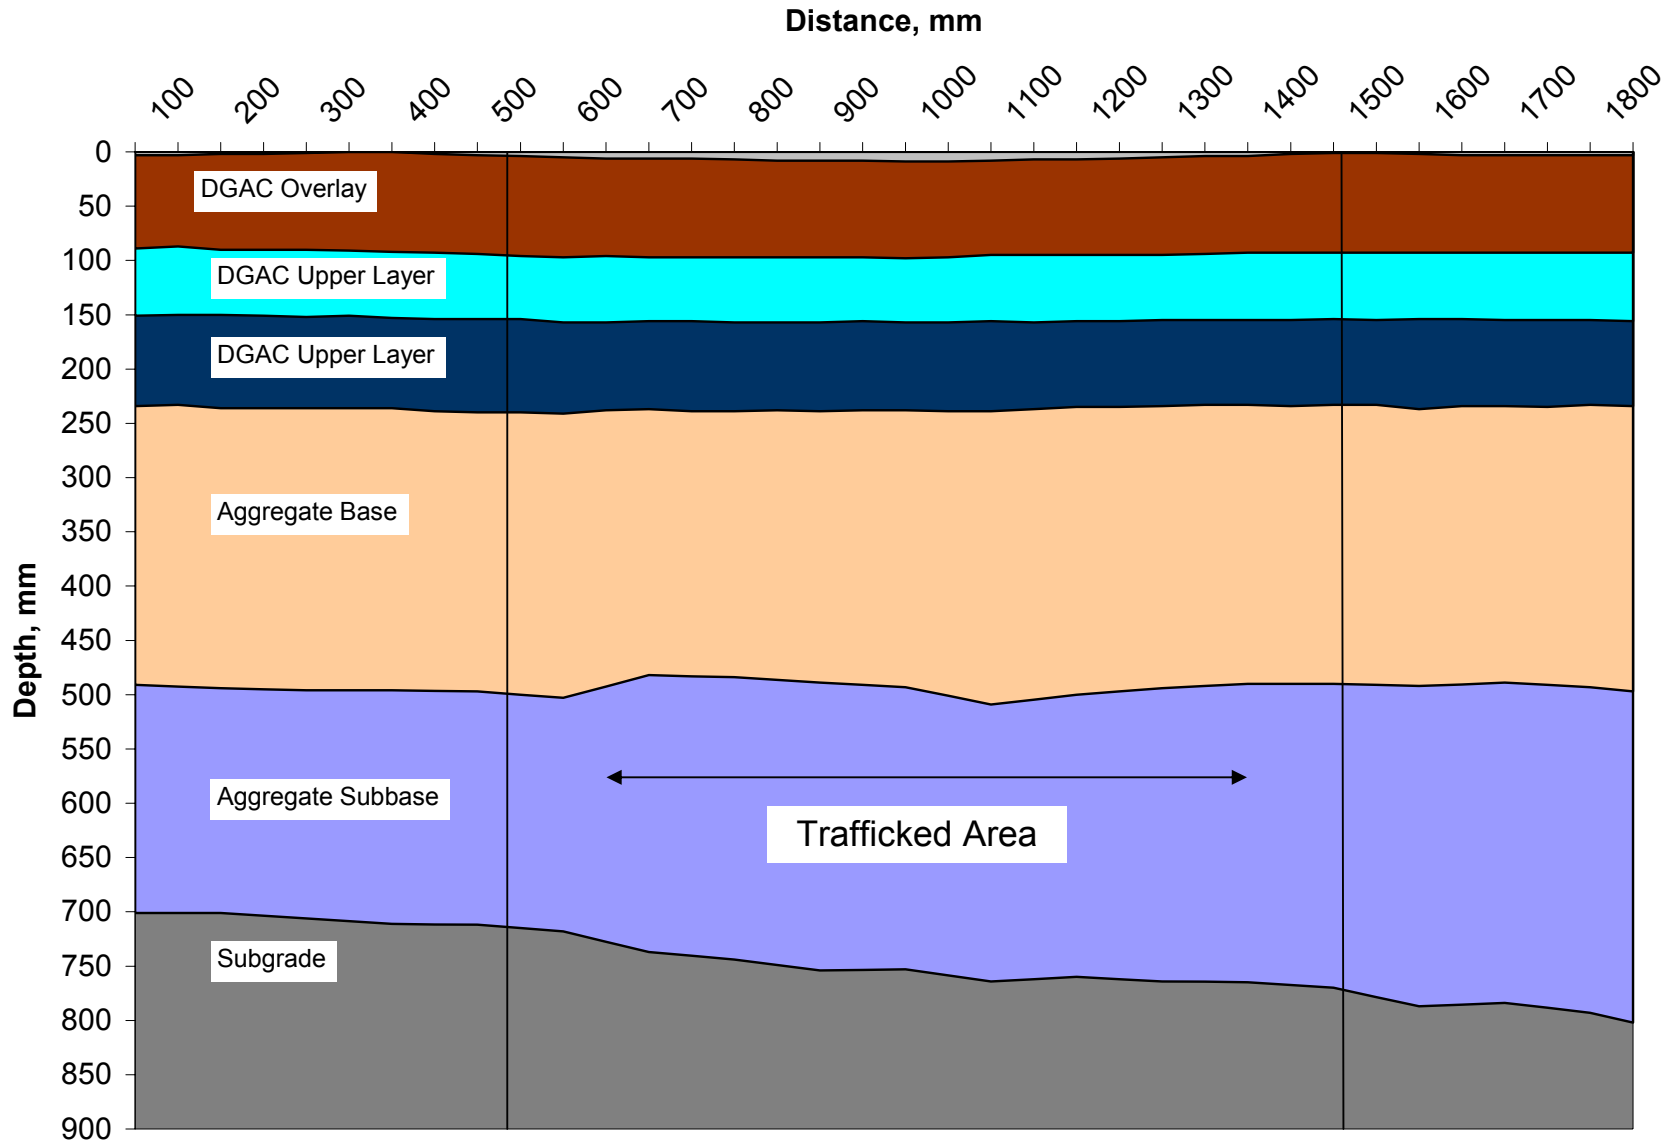 Distance, mm
100 200 300 400 500 600 700 800 900 1000 1100 1200 1300 1400 1500 1600 1700 1800
0
50
100
150
200
250
300
350
400
450
500
550
600
650
700
750
800
850
900
Depth, mm
DGAC Overlay
DGAC Upper Layer
DGAC Upper Layer
Aggregate Base
Aggregate Subbase
Trafficked Area
Subgrade